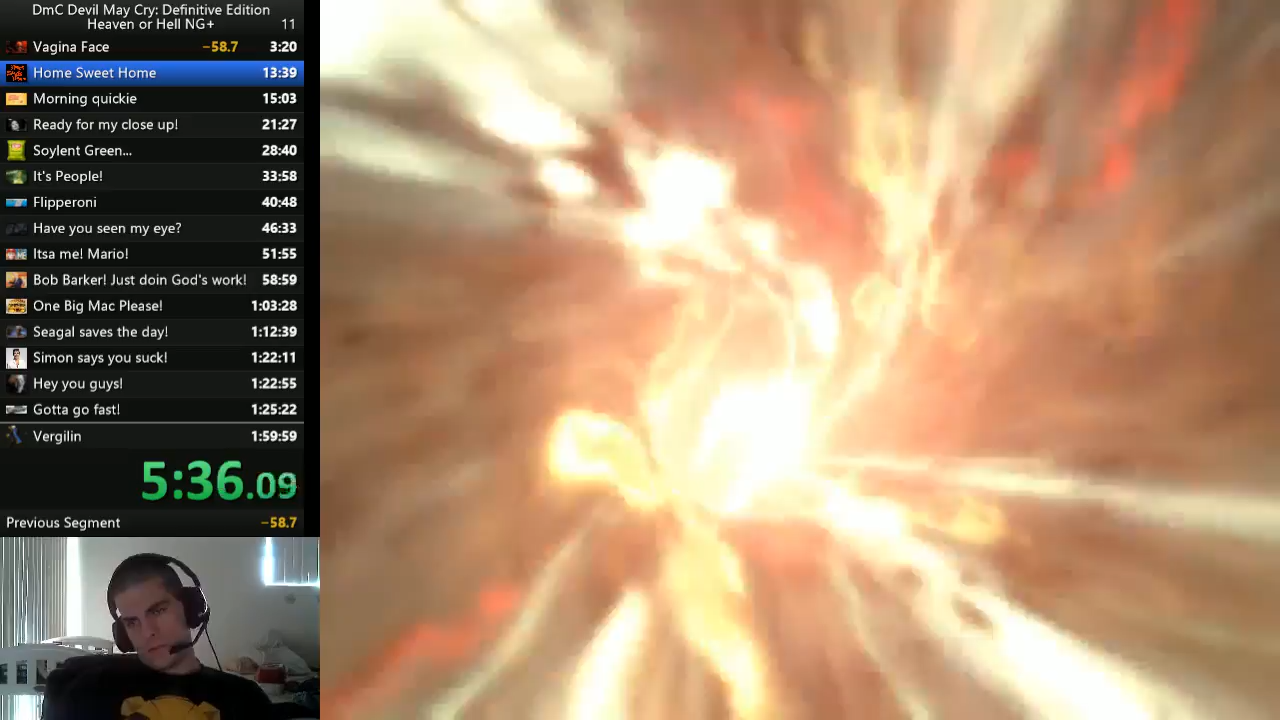 DmC Devil May Cry: Definitive Edition
Heaven or Hell NG+ 11
Vagina Face −58.7 3:20
Home Sweet Home 13:39
Morning quickie 15:03
Ready for my close up! 21:27
Soylent Green... 28:40
It's People! 33:58
Flipperoni 40:48
Have you seen my eye? 46:33
Itsa me! Mario! 51:55
Bob Barker! Just doin God's work! 58:59
One Big Mac Please! 1:03:28
Seagal saves the day! 1:12:39
Simon says you suck! 1:22:11
Hey you guys! 1:22:55
Gotta go fast! 1:25:22
Vergilin 1:59:59
5:36.09
Previous Segment −58.7